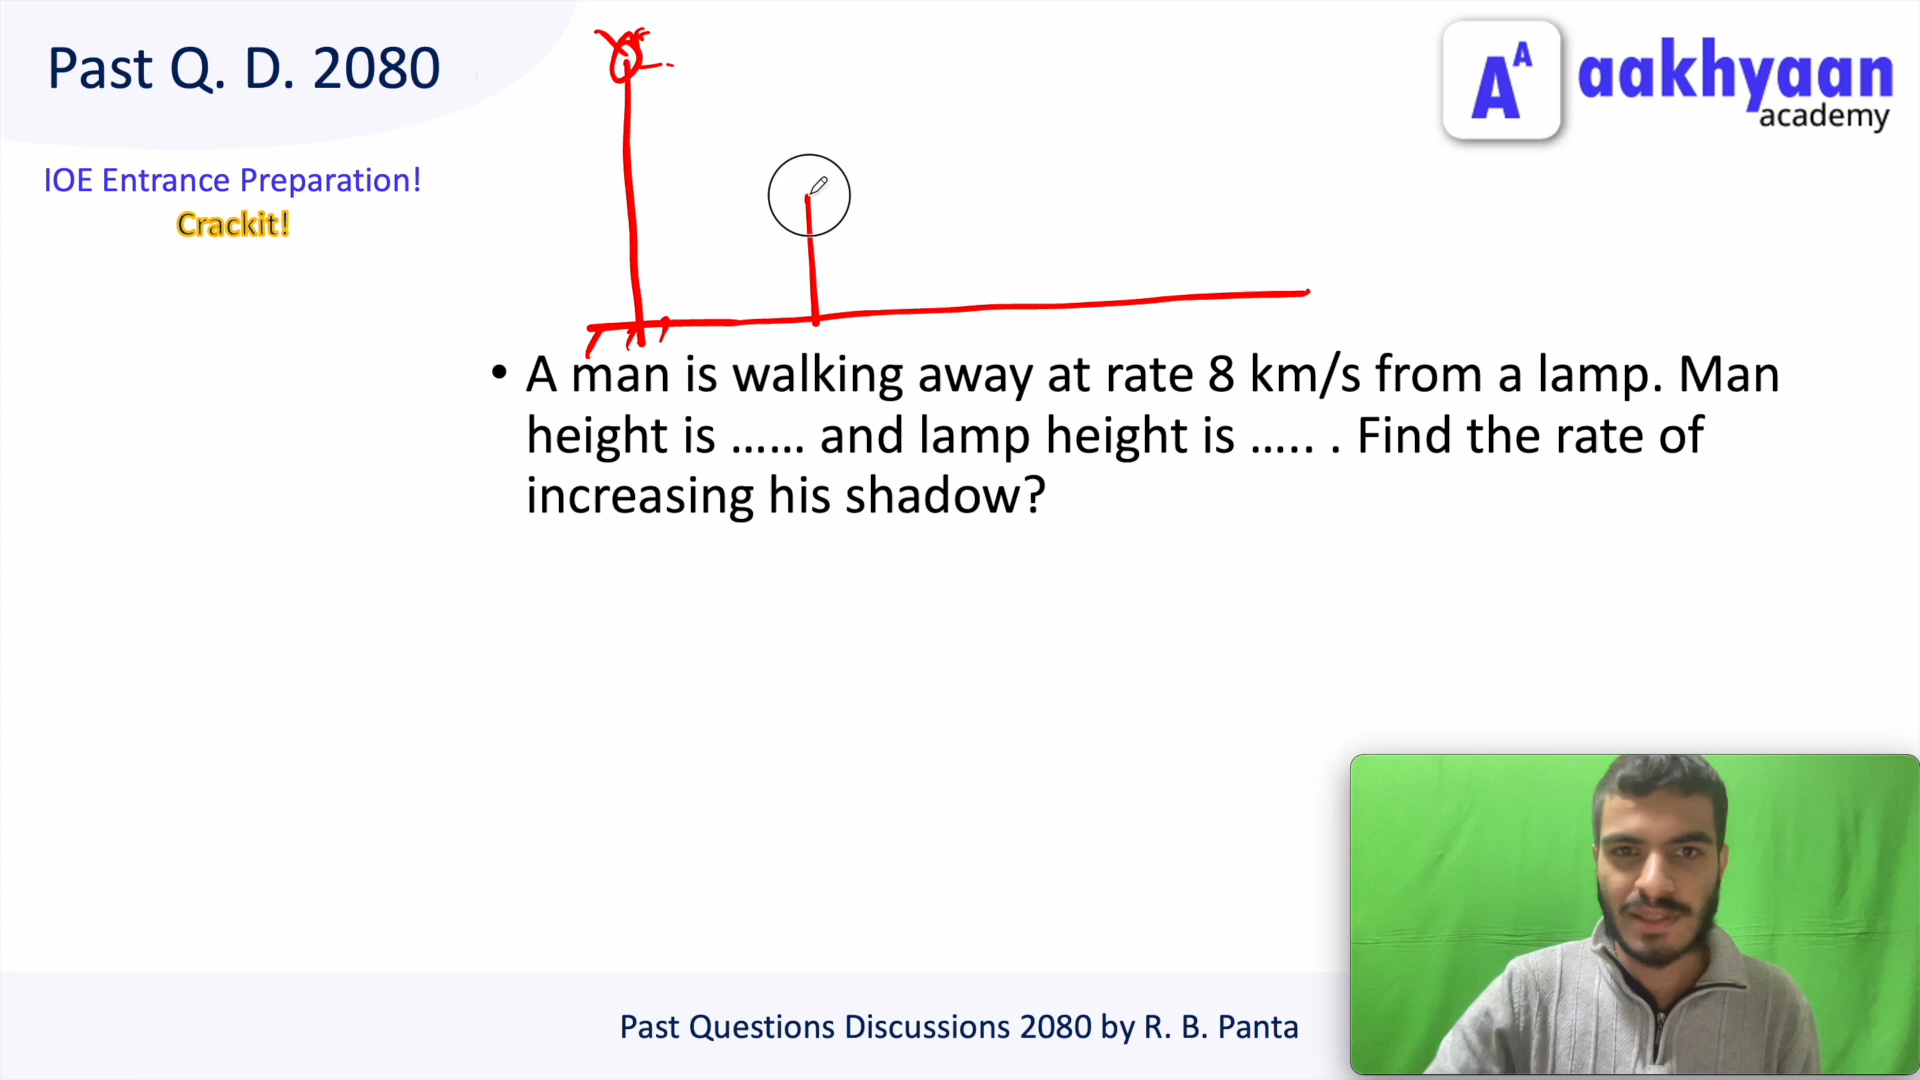 Past Q. D. 2080
IOE Entrance Preparation!
Crackit!
A
A
aakhyaan
academy
• A man is walking away at rate 8 km/s from a lamp. Man
height is …… and lamp height is ….. . Find the rate of
increasing his shadow?
Past Questions Discussions 2080 by R. B. Panta